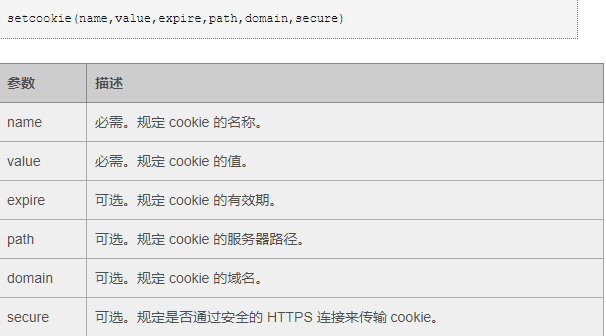 setcookie(name,value,expire,path,domain,secure)
参数 描述
name 必需。规定 cookie 的名称。
value 必需。规定 cookie 的值。
expire 可选。规定 cookie 的有效期。
path 可选。规定 cookie 的服务器路径。
domain 可选。规定 cookie 的域名。
secure 可选。规定是否通过安全的 HTTPS 连接来传输 cookie。